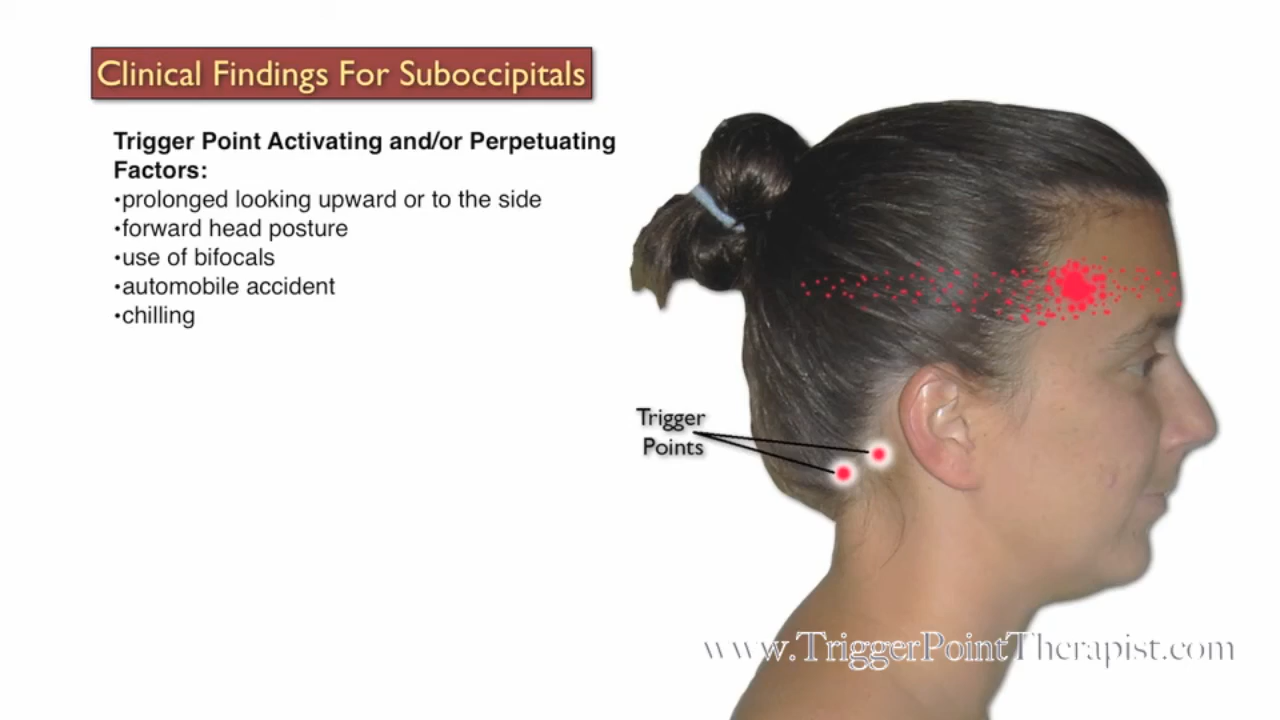 Clinical Findings For Suboccipitals
Trigger Point Activating and/or Perpetuating
Factors:
•prolonged looking upward or to the side
•forward head posture
•use of bifocals
•automobile accident
•chilling
Trigger
Points
www.TriggerPointTherapist.com